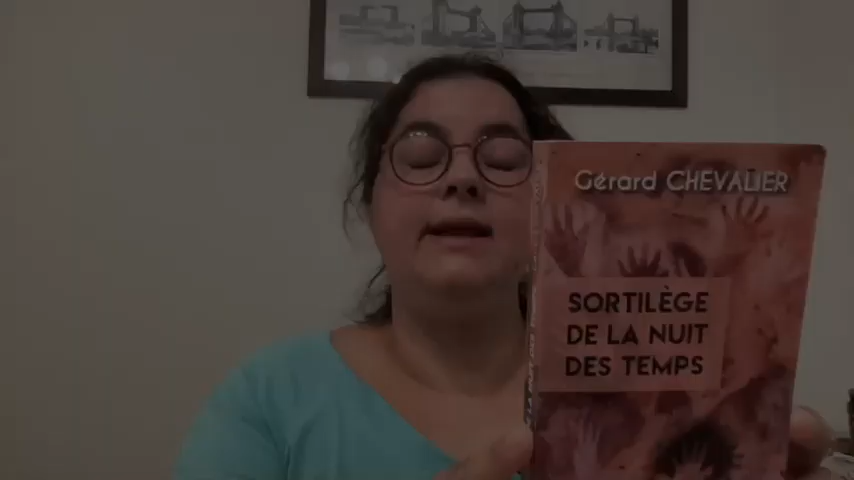 Gérard CHEVALIER
SORTILÈGE
DE LA NUIT
DES TEMPS